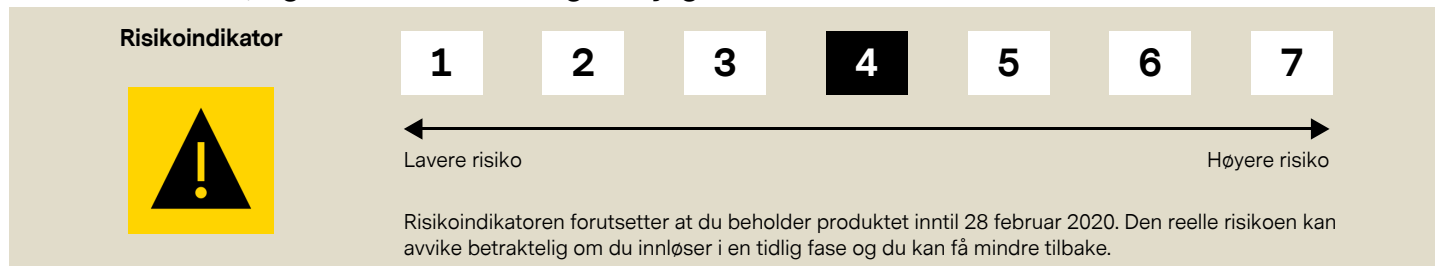 Risikoindikator
1 2 3 4 5 6 7
Lavere risiko Høyere risiko
Risikoindikatoren forutsetter at du beholder produktet inntil 28 februar 2020. Den reelle risikoen kan
avvike betraktelig om du innløser i en tidlig fase og du kan få mindre tilbake.